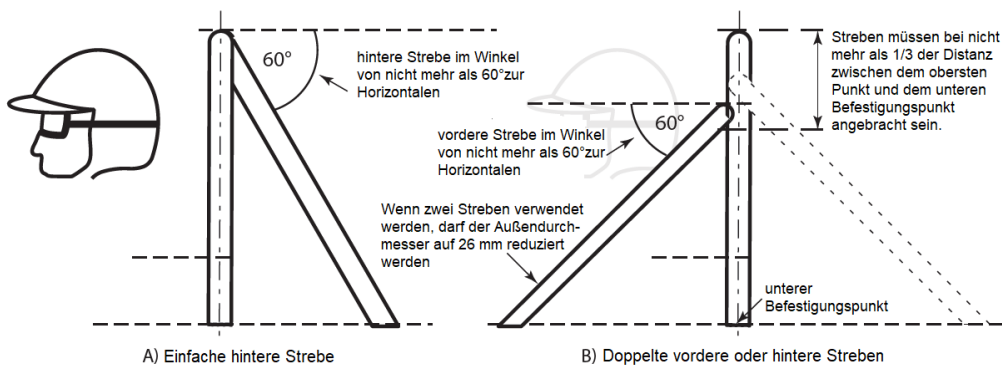 60°
hintere Strebe im Winkel
von nicht mehr als 60°zur
Horizontalen
A) Einfache hintere Strebe
60°
vordere Strebe im Winkel
von nicht mehr als 60°zur
Horizontalen
Wenn zwei Streben verwendet
werden, darf der Außendurch-
messer auf 26 mm reduziert
werden
Streben müssen bei nicht
mehr als 1/3 der Distanz
zwischen dem obersten
Punkt und dem unteren
Befestigungspunkt
angebracht sein.
unterer
Befestigungspunkt
B) Doppelte vordere oder hintere Streben